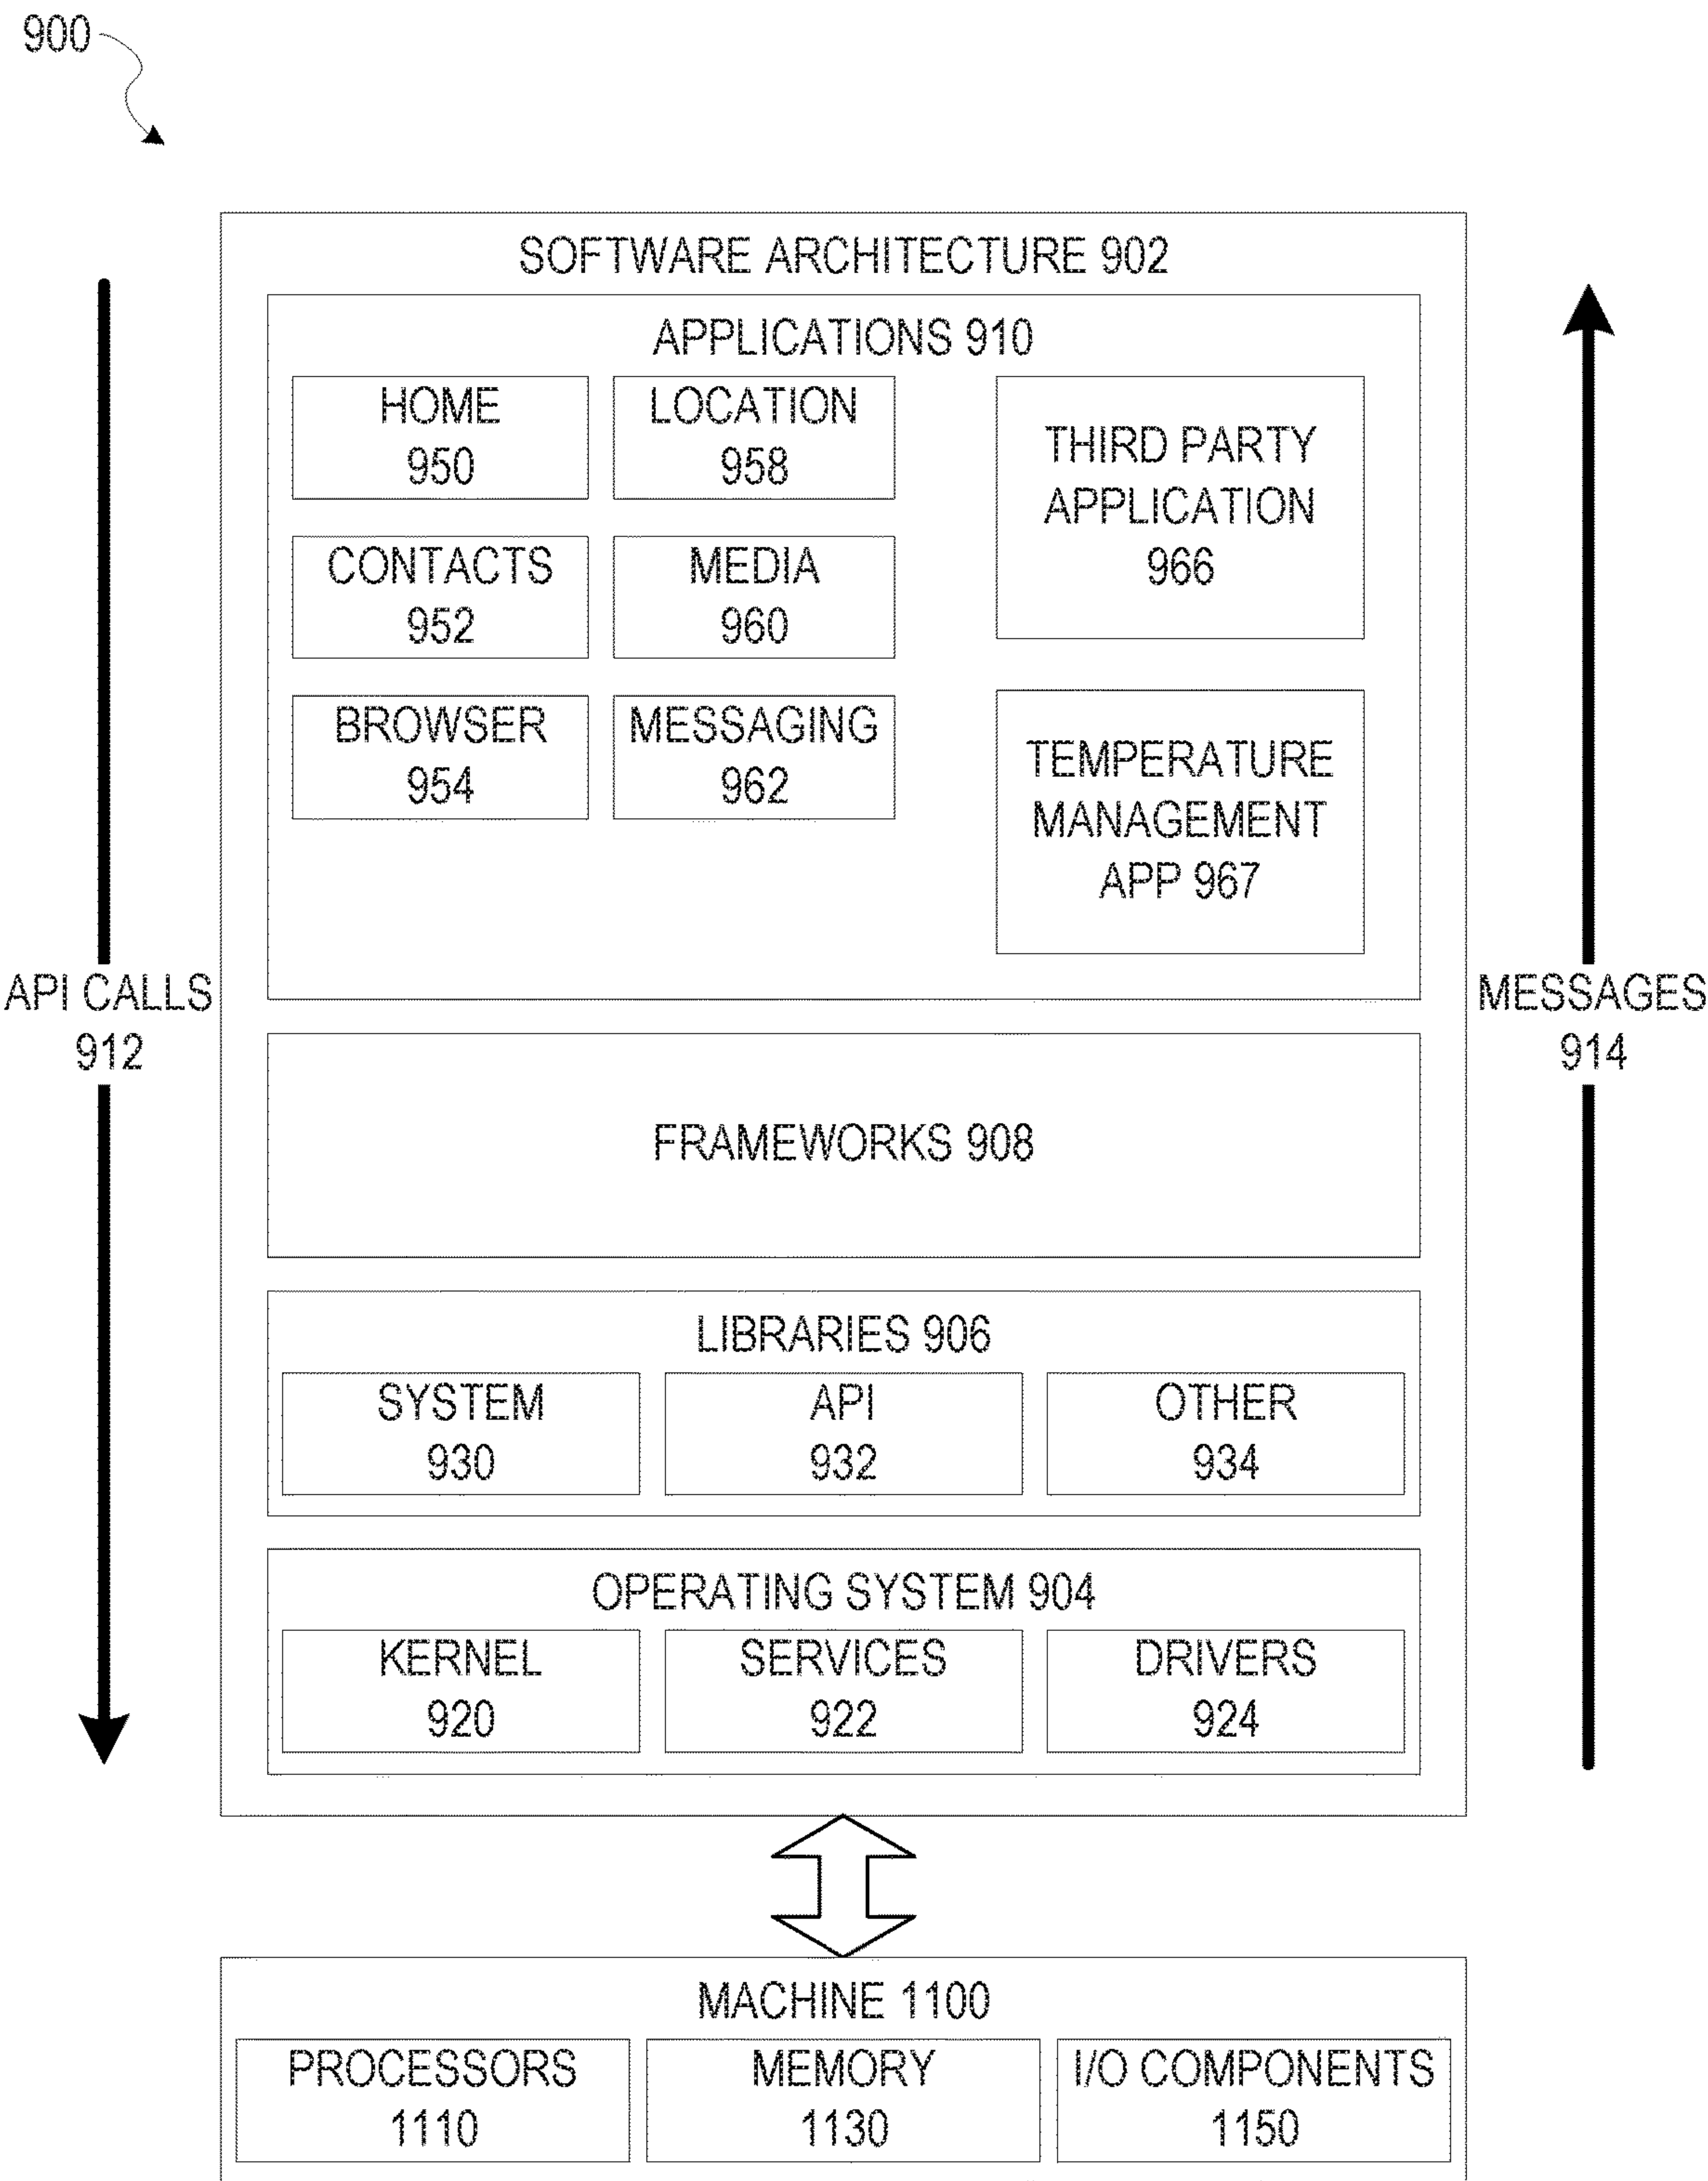 900
SOFTWARE ARCHITECTURE 902
APPLICATIONS 910
HOME
950
LOCATION
958
THIRD PARTY
APPLICATION
966
CONTACTS
952
MEDIA
960
BROWSER
954
MESSAGING
962
TEMPERATURE
MANAGEMENT
APP 967
API CALLS
912
MESSAGES
914
FRAMEWORKS 908
LIBRARIES 906
SYSTEM
930
API
932
OTHER
934
OPERATING SYSTEM 904
KERNEL
920
SERVICES
922
DRIVERS
924
MACHINE 1100
PROCESSORS
1110
MEMORY
1130
I/O COMPONENTS
1150